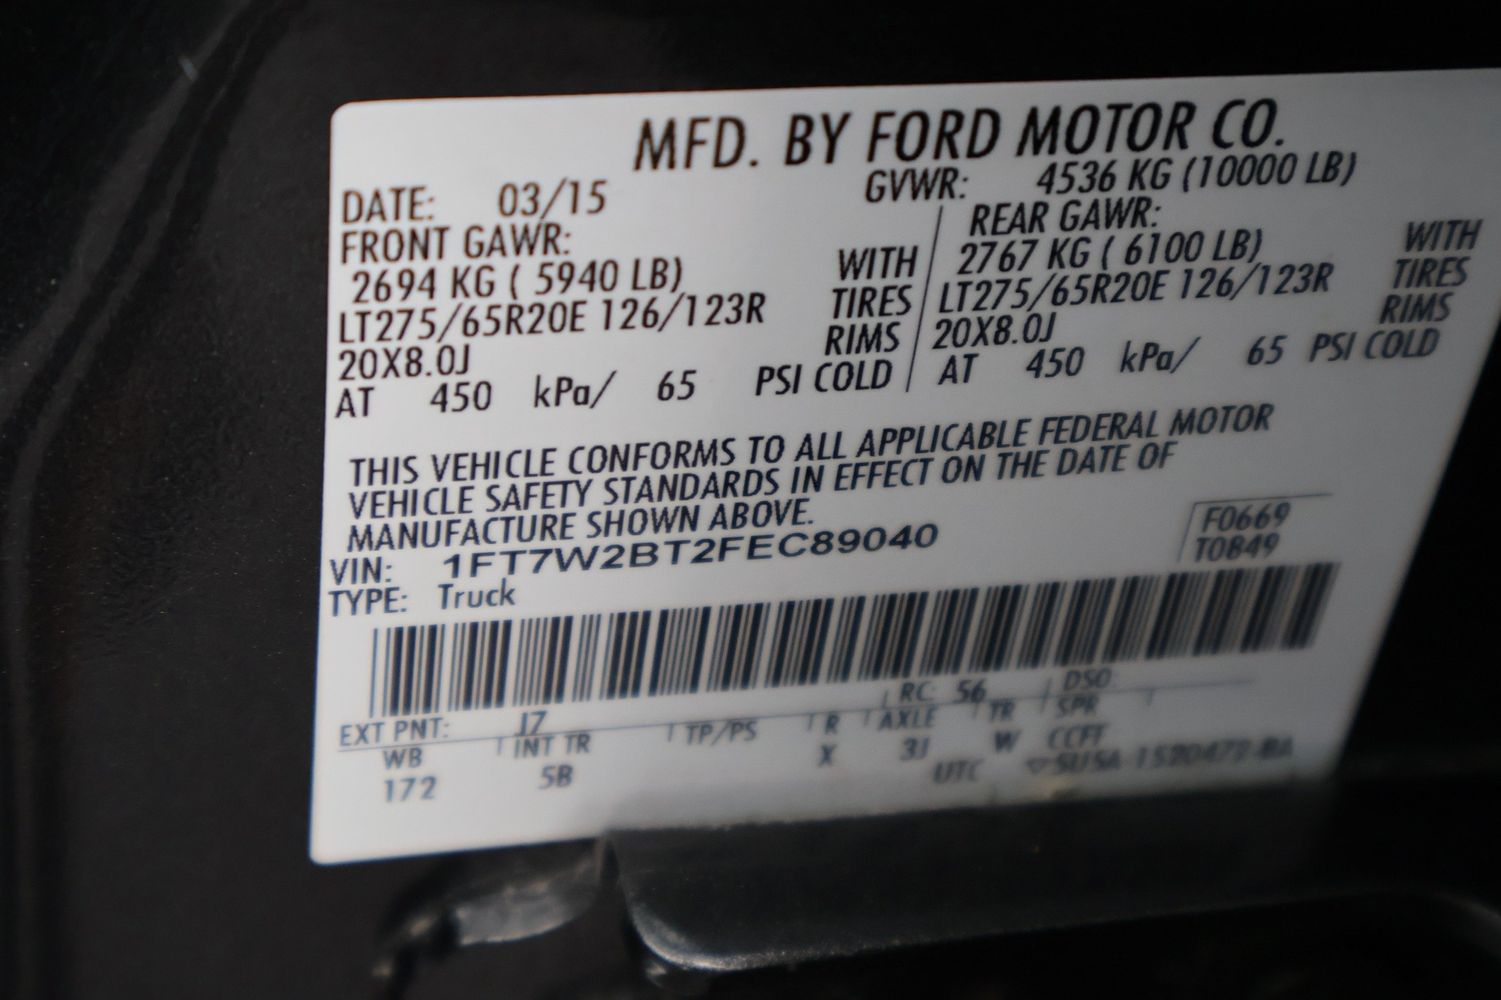 MFD. BY FORD MOTOR CO.
DATE: 03/15 GVWR: 4536 KG (10000 LB)
FRONT GAWR: REAR GAWR:
2694 KG ( 5940 LB) WITH 2767 KG ( 6100 LB) WITH
LT275/65R20E 126/123R TIRES LT275/65R20E 126/123R TIRES
20X8.0J RIMS 20X8.0J RIMS
AT 450 kPa/ 65 PSI COLD AT 450 kPa/ 65 PSI COLD
THIS VEHICLE CONFORMS TO ALL APPLICABLE FEDERAL MOTOR
VEHICLE SAFETY STANDARDS IN EFFECT ON THE DATE OF
MANUFACTURE SHOWN ABOVE.
VIN: 1FT7W2BT2FEC89040 F0669
TYPE: Truck T0849
EXT PNT: J7 RC: 56 DSO:
WB INT TR TP/PS R AXLE TR SPR
172 5B X 3J W CCFF
UTC